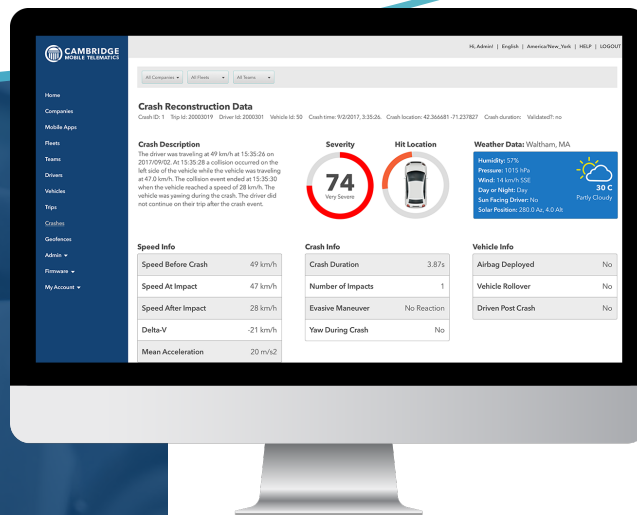 CAMBRIDGE
MOBILE TELEMATICS
Hi, Admin! | English | America/New_York | HELP | LOGOUT
All Companies All Fleets All Teams
Home
Companies
Mobile Apps
Fleets
Teams
Drivers
Vehicles
Trips
Crashes
Geofences
Admin
Firmware
My Account
Crash Reconstruction Data
Crash ID: 1 Trip Id: 20003019 Driver Id: 2000301 Vehicle Id: 50 Crash time: 9/2/2017, 3:35:26. Crash location: 42.366681 -71.237827 Crash duration: Validated?: no
Crash Description
The driver was traveling at 49 km/h at 15:35:26 on
2017/09/02. At 15:35:28 a collision occurred on the
left side of the vehicle while the vehicle was traveling
at 47.0 km/h. The collision event ended at 15:35:30
when the vehicle reached a speed of 28 km/h. The
vehicle was yawing during the crash. The driver did
not continue on their trip after the crash event.
Severity
74
Very Severe
Hit Location
Weather Data: Waltham, MA
Humidity: 57%
Pressure: 1015 hPa
Wind: 14 km/h SSE
Day or Night: Day
Sun Facing Driver: No
Solar Position: 280.0 Az, 4.0 Alt
30 C
Partly Cloudy
Speed Info
Speed Before Crash 49 km/h
Speed At Impact 47 km/h
Speed After Impact 28 km/h
Delta-V -21 km/h
Mean Acceleration 20 m/s2
Crash Info
Crash Duration 3.87s
Number of Impacts 1
Evasive Maneuver No Reaction
Yaw During Crash No
Vehicle Info
Airbag Deployed No
Vehicle Rollover No
Driven Post Crash No